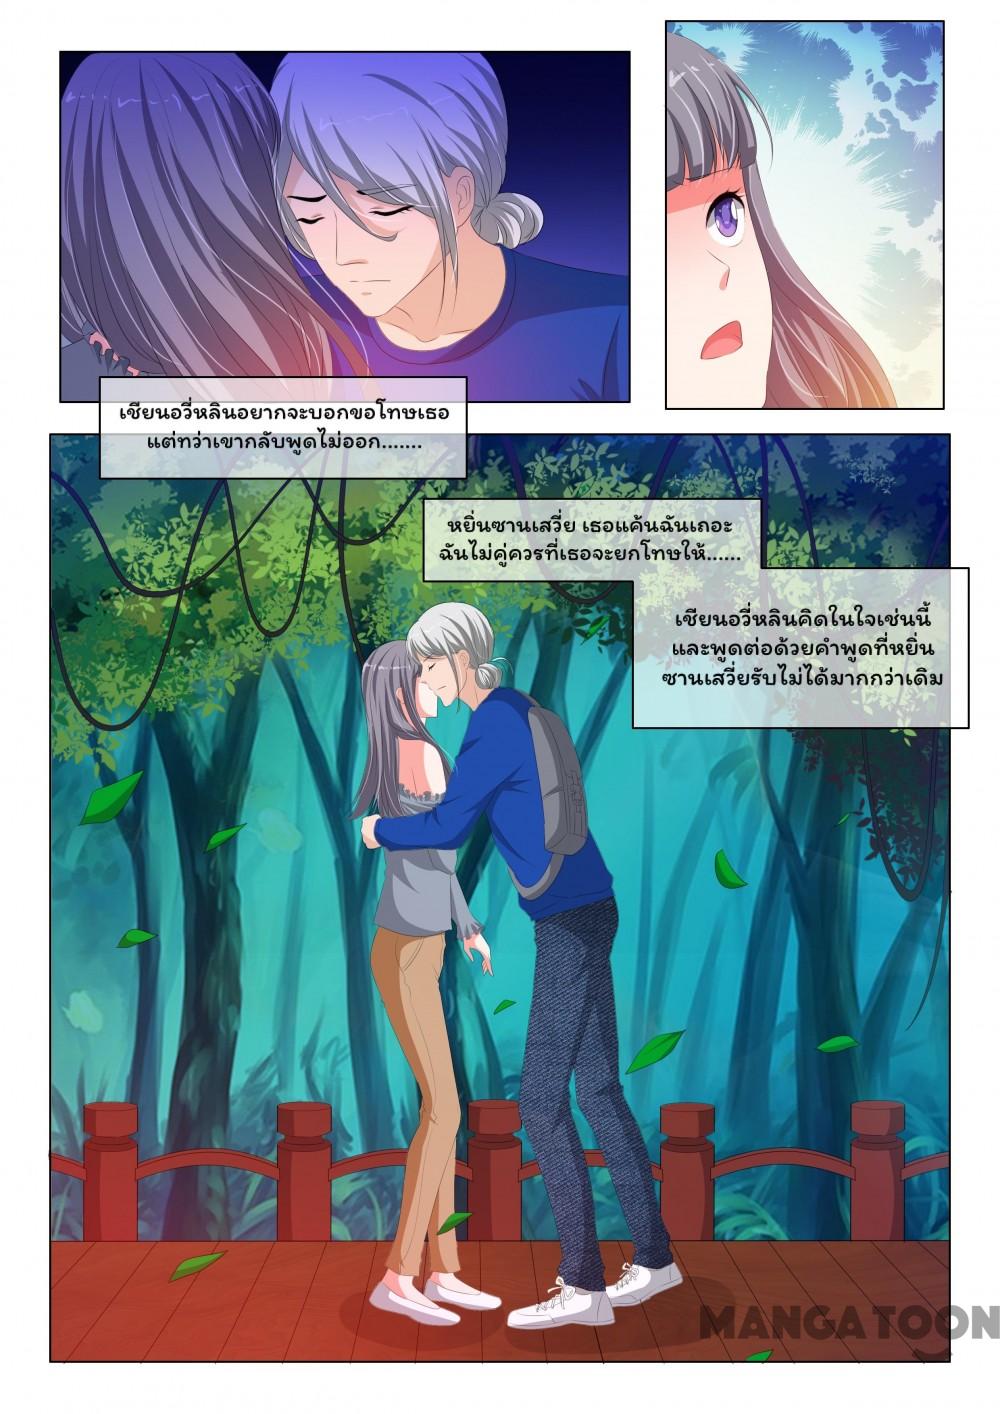 เชียนอวี่หลินอยากจะบอกขอโทษเธอ
แต่ทว่าเขากลับพูดไม่ออก.......
หยิ่นซานเสวี่ย เธอแค้นฉันเถอะ
ฉันไม่คู่ควรที่เธอจะยกโทษให้......
เชียนอวี่หลินคิดในใจเช่นนี้
และพูดต่อด้วยคำพูดที่หยิ่น
ซานเสวี่ยรับไม่ได้มากกว่าเดิม
MANGATOON